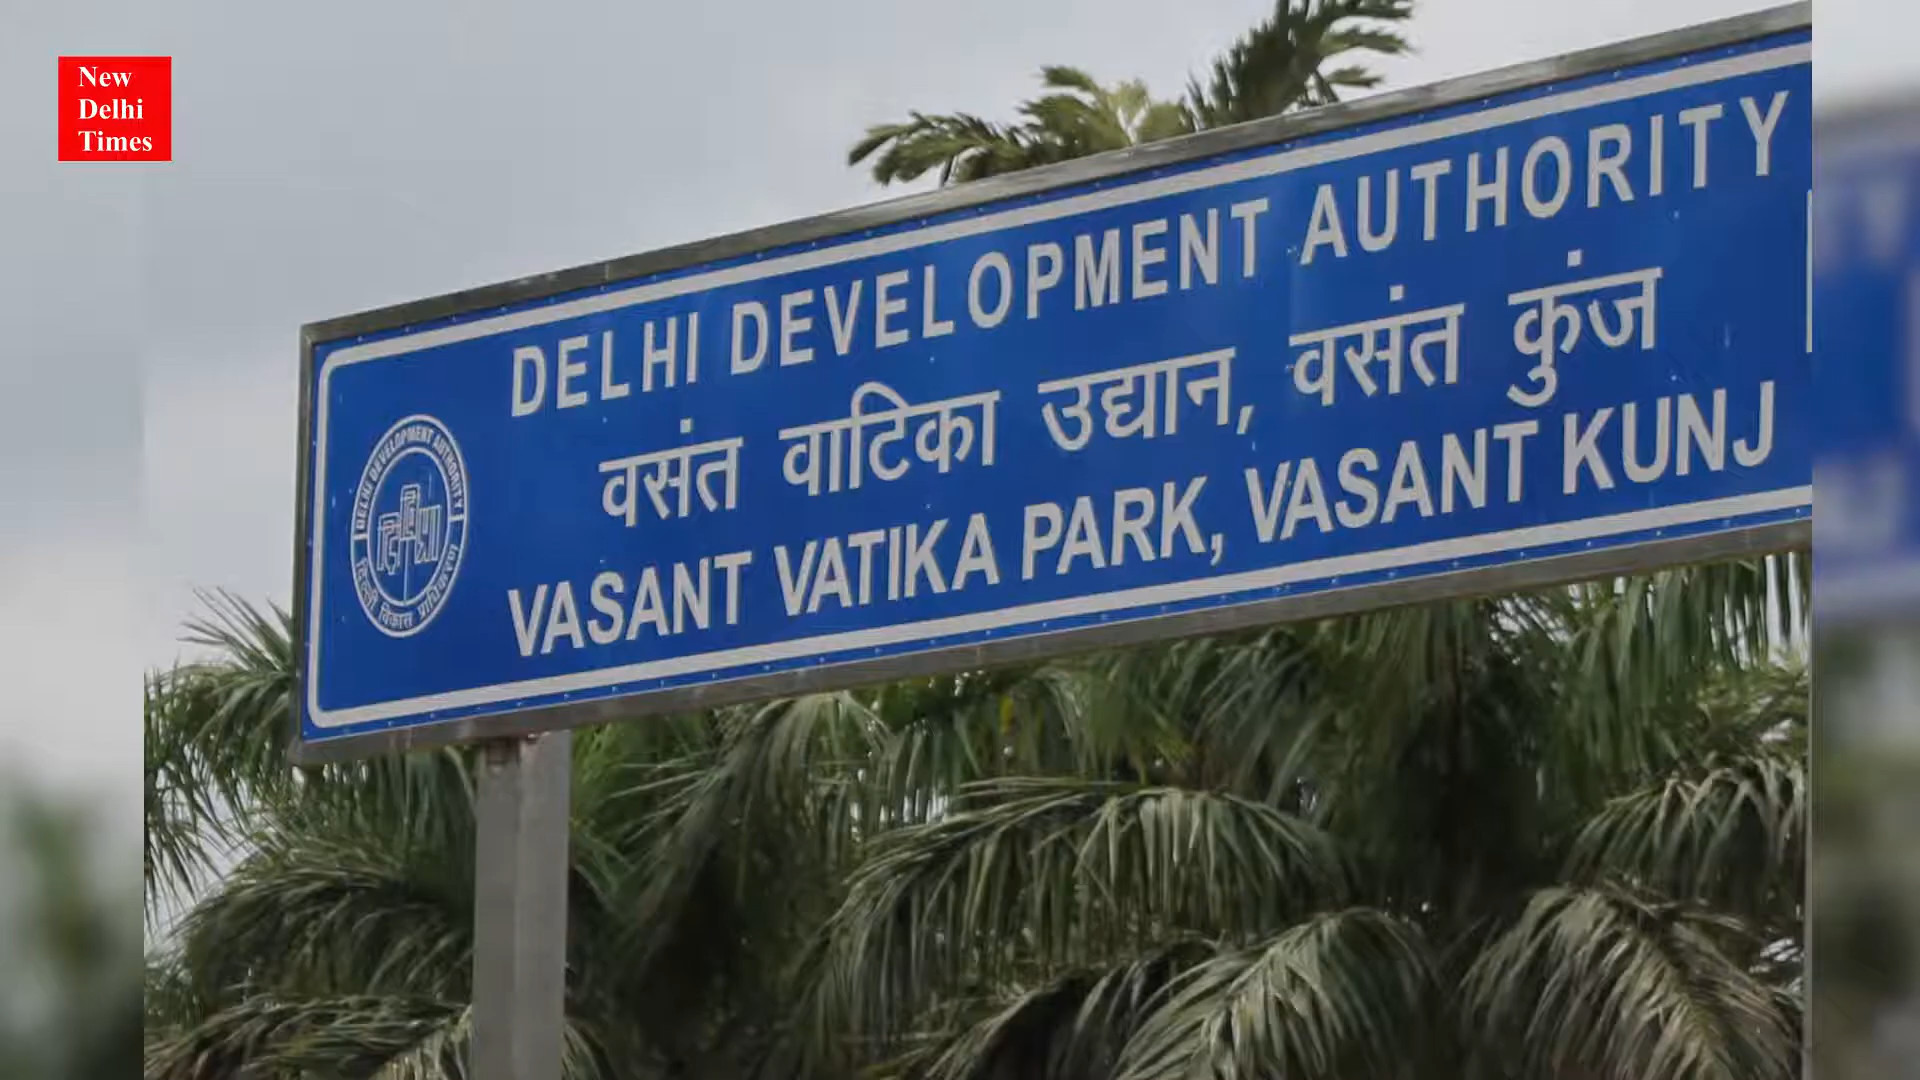 New
Delhi
Times
DELHI DEVELOPMENT AUTHORITY
वसंत वाटिका उद्यान, वसंत कुंज
VASANT VATIKA PARK, VASANT KUNJ
DELHI DEVELOPMENT AUTHORITY
दिल्ली विकास प्राधिकरण